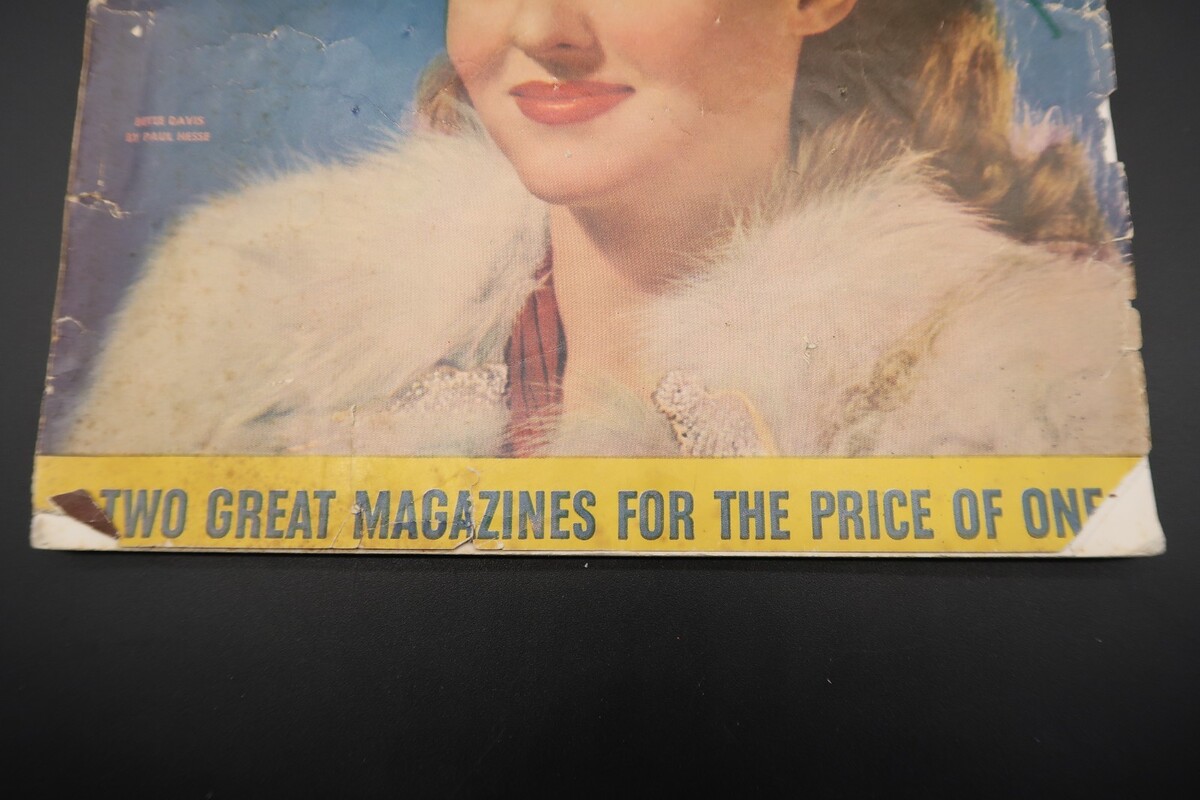 BETTE DAVIS
BY PAUL HESSE
TWO GREAT MAGAZINES FOR THE PRICE OF ONE